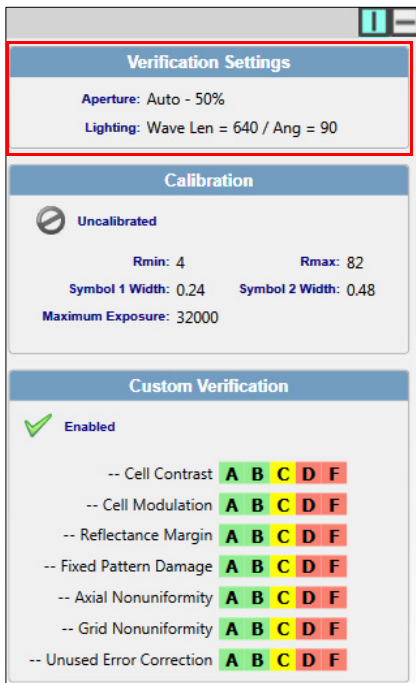 Verification Settings
Aperture: Auto - 50%
Lighting: Wave Len = 640 / Ang = 90
Calibration
Uncalibrated
Rmin: 4 Rmax: 82
Symbol 1 Width: 0.24 Symbol 2 Width: 0.48
Maximum Exposure: 32000
Custom Verification
Enabled
-- Cell Contrast A B C D F
-- Cell Modulation A B C D F
-- Reflectance Margin A B C D F
-- Fixed Pattern Damage A B C D F
-- Axial Nonuniformity A B C D F
-- Grid Nonuniformity A B C D F
-- Unused Error Correction A B C D F